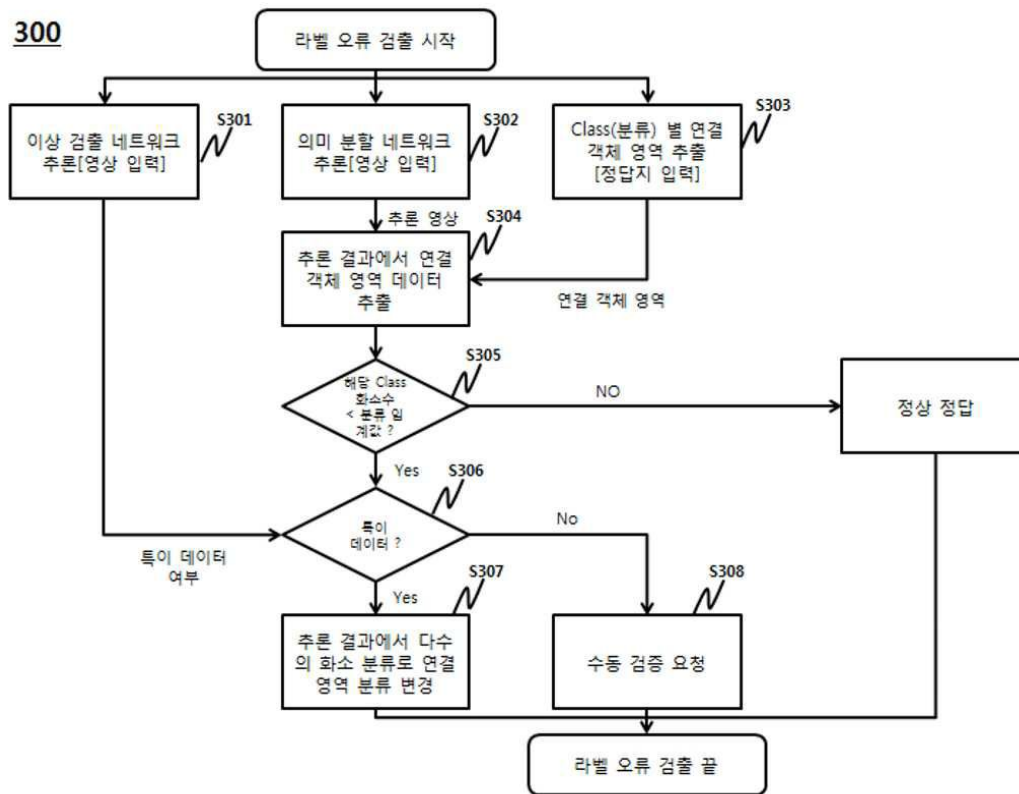 300
라벨 오류 검출 시작
S301
이상 검출 네트워크
추론[영상 입력]
S302
의미 분할 네트워크
추론[영상 입력]
S303
Class(분류) 별 연결
객체 영역 추출
[정답지 입력]
추론 영상
S304
추론 결과에서 연결
객체 영역 데이터
추출
연결 객체 영역
S305
해당 Class
화소수
< 분류 임
계값 ?
NO
정상 정답
Yes
S306
특이
데이터 ?
No
특이 데이터
여부
Yes
S307
추론 결과에서 다수
의 화소 분류로 연결
영역 분류 변경
S308
수동 검증 요청
라벨 오류 검출 끝